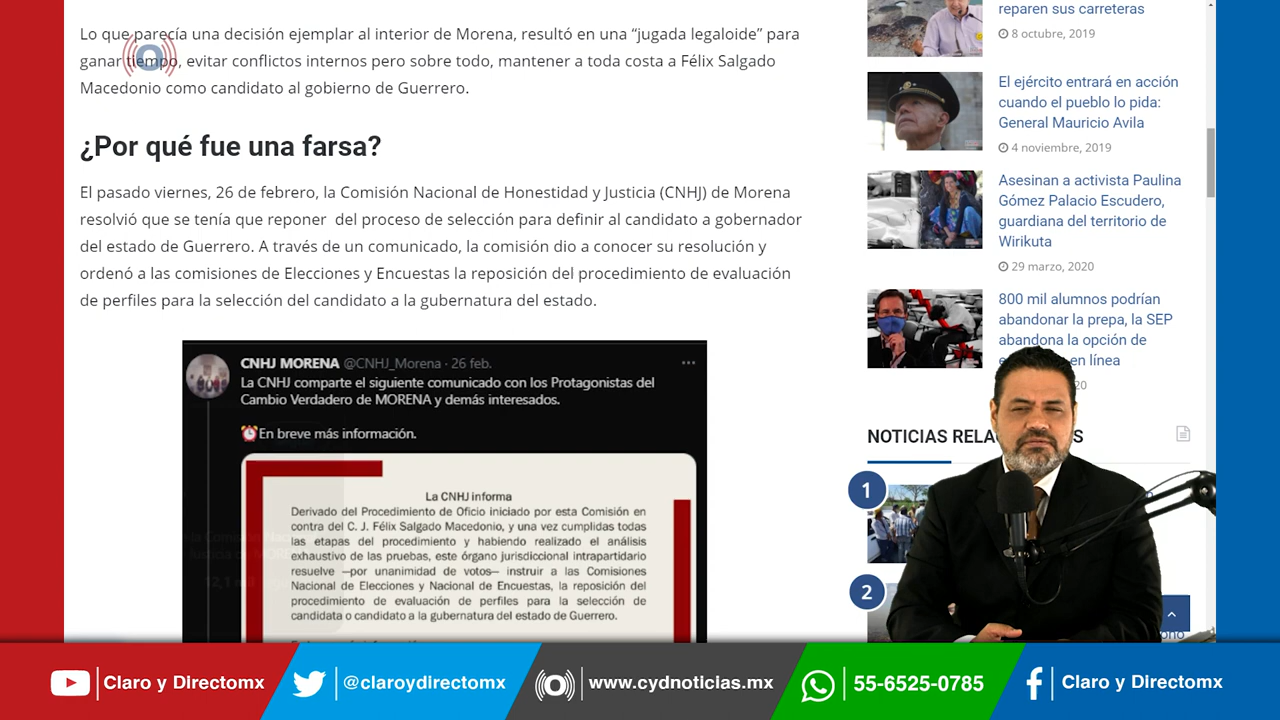 Lo que parecía una decisión ejemplar al interior de Morena, resultó en una “jugada legaloide” para
ganar tiempo, evitar conflictos internos pero sobre todo, mantener a toda costa a Félix Salgado
Macedonio como candidato al gobierno de Guerrero.
¿Por qué fue una farsa?
El pasado viernes, 26 de febrero, la Comisión Nacional de Honestidad y Justicia (CNHJ) de Morena
resolvió que se tenía que reponer del proceso de selección para definir al candidato a gobernador
del estado de Guerrero. A través de un comunicado, la comisión dio a conocer su resolución y
ordenó a las comisiones de Elecciones y Encuestas la reposición del procedimiento de evaluación
de perfiles para la selección del candidato a la gubernatura del estado.
CNHJ MORENA @CNHJ_Morena · 26 feb.
La CNHJ comparte el siguiente comunicado con los Protagonistas del
Cambio Verdadero de MORENA y demás interesados.
En breve más información.
La CNHJ informa
Derivado del Procedimiento de Oficio iniciado por esta Comisión en
contra del C. J. Félix Salgado Macedonio, y una vez cumplidas todas
las etapas del procedimiento y habiendo realizado el análisis
exhaustivo de las pruebas, este órgano jurisdiccional intrapartidario
resuelve —por unanimidad de votos— instruir a las Comisiones
Nacional de Elecciones y Nacional de Encuestas, la reposición del
procedimiento de evaluación de perfiles para la selección de
candidata o candidato a la gubernatura del estado de Guerrero.
reparen sus carreteras
8 octubre, 2019
El ejército entrará en acción
cuando el pueblo lo pida:
General Mauricio Avila
4 noviembre, 2019
Asesinan a activista Paulina
Gómez Palacio Escudero,
guardiana del territorio de
Wirikuta
29 marzo, 2020
800 mil alumnos podrían
abandonar la prepa, la SEP
abandona la opción de
en línea
20
NOTICIAS RELA S
1
2
Claro y Directomx
@claroydirectomx
www.cydnoticias.mx
55-6525-0785
Claro y Directomx